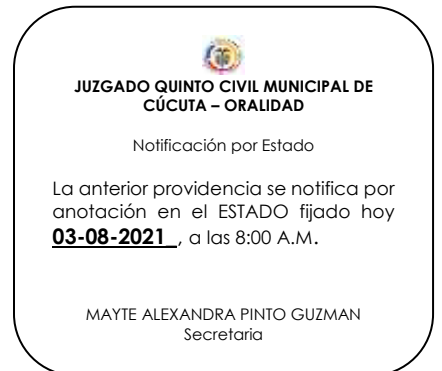 JUZGADO QUINTO CIVIL MUNICIPAL DE
CÚCUTA – ORALIDAD
Notificación por Estado
La anterior providencia se notifica por
anotación en el ESTADO fijado hoy
03-08-2021_, a las 8:00 A.M.
MAYTE ALEXANDRA PINTO GUZMAN
Secretaria